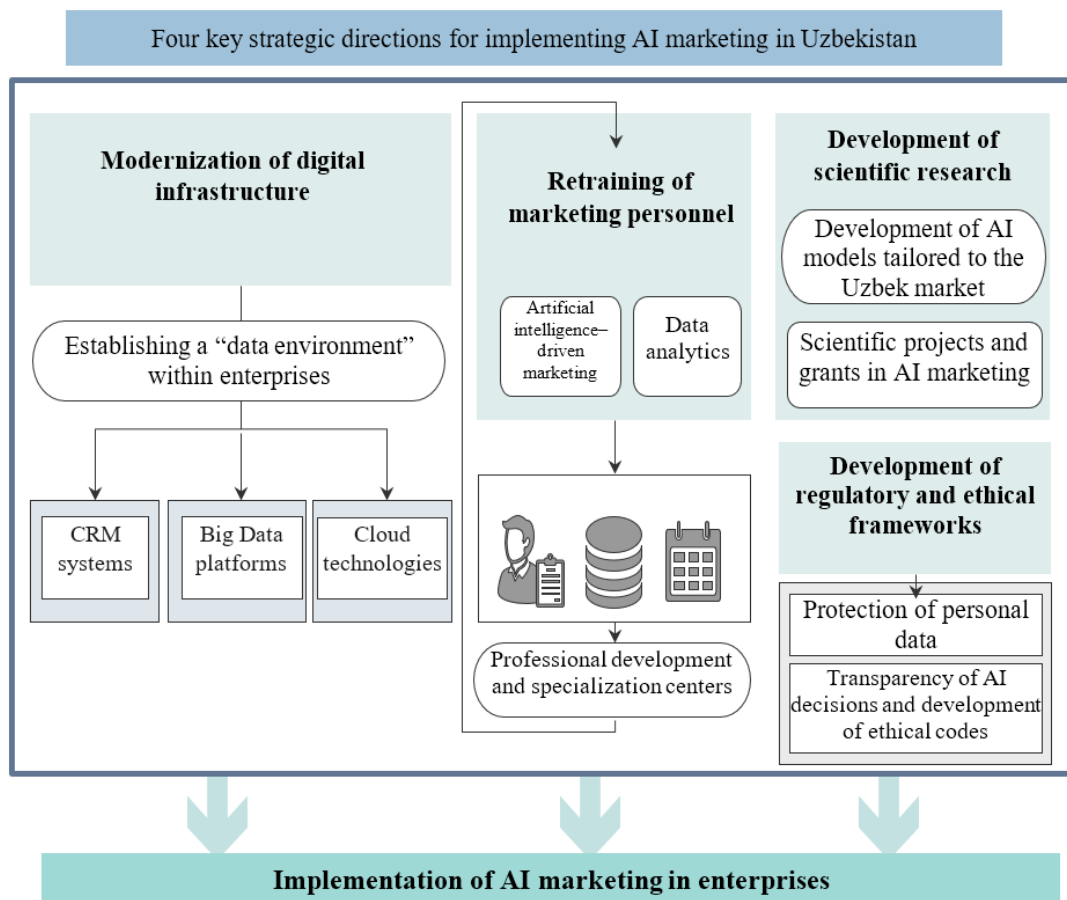 Four key strategic directions for implementing AI marketing in Uzbekistan
Modernization of digital
infrastructure
Establishing a “data environment”
within enterprises
CRM
systems
Big Data
platforms
Cloud
technologies
Retraining of
marketing personnel
Artificial
intelligence–
driven
marketing
Data
analytics
Professional development
and specialization centers
Development of
scientific research
Development of AI
models tailored to the
Uzbek market
Scientific projects and
grants in AI marketing
Development of
regulatory and ethical
frameworks
Protection of personal
data
Transparency of AI
decisions and development
of ethical codes
Implementation of AI marketing in enterprises